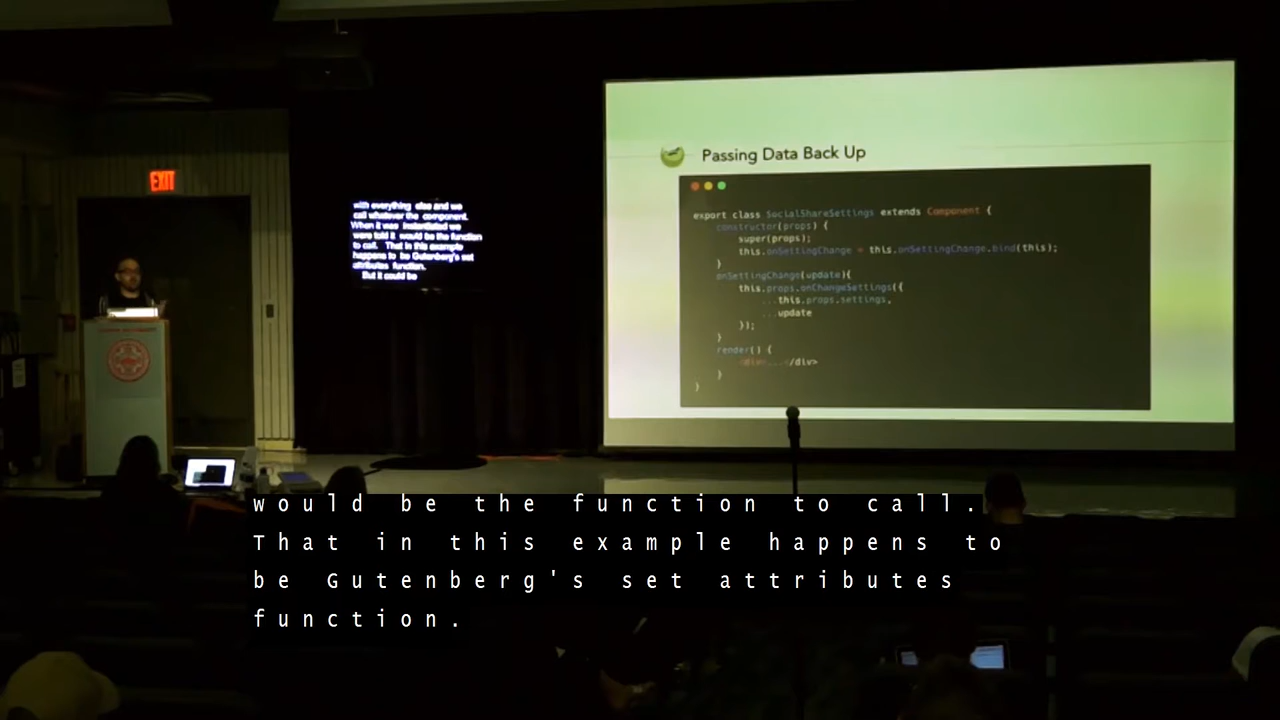 EXIT
with everything else and we
call whatever the component.
When it was instantiated we
were told it would be the function
to call. That in this example
happens to be Gutenberg's set
attributes function.
But it could be
Passing Data Back Up
export class SocialShareSettings extends Component {
constructor(props) {
super(props);
this.onSettingChange = this.onSettingChange.bind(this);
}
onSettingChange(update){
this.props.onChangeSettings({
...this.props.settings,
...update
});
}
render() {
<div>...</div>
}
}
would be the function to call.
That in this example happens to
be Gutenberg's set attributes
function.